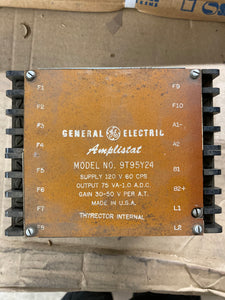 F1
F2
F3
F4
F5
F6
F7
F8
F9
F10
A1-
A2
B1
B2+
L1
L2
GENERAL GE ELECTRIC
Amplistat
MODEL NO. 9T95Y24
SUPPLY 120 V 60 CPS
OUTPUT 75 VA-1.0 A.D.C.
GAIN 30-50 V PER A.T.
MADE IN U.S.A.
THYRECTOR INTERNAL